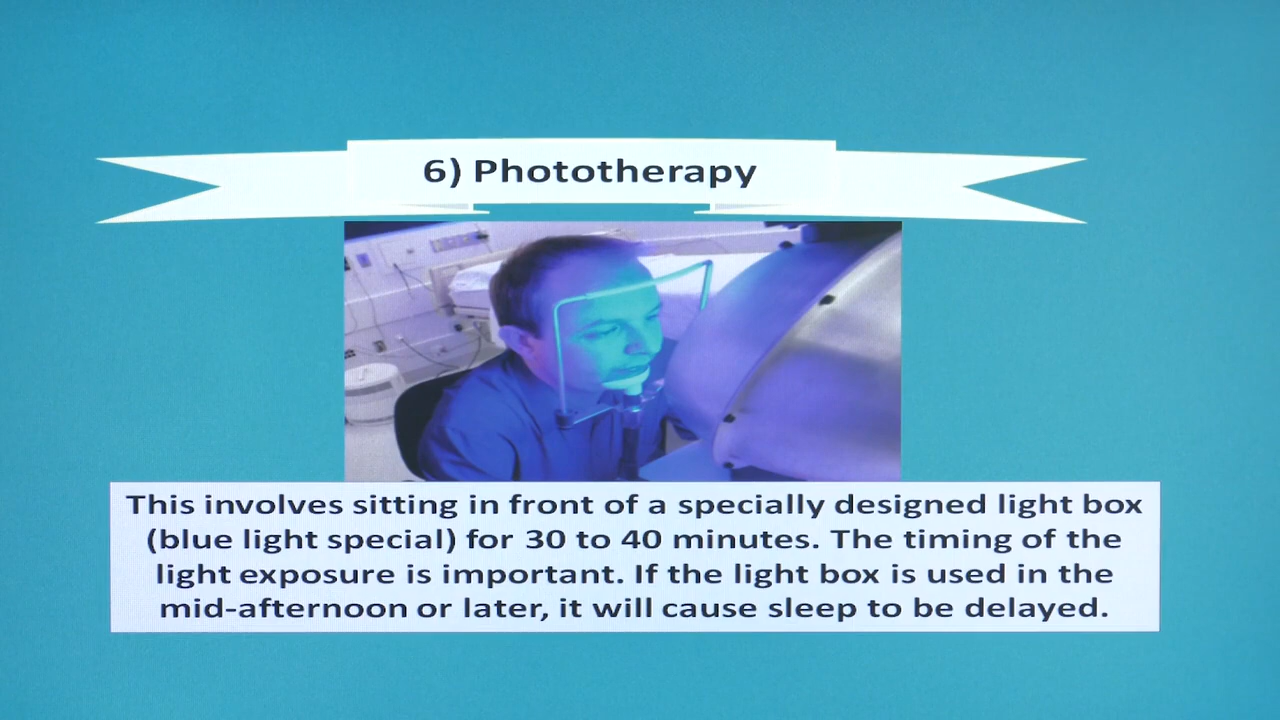 6) Phototherapy
This involves sitting in front of a specially designed light box
(blue light special) for 30 to 40 minutes. The timing of the
light exposure is important. If the light box is used in the
mid-afternoon or later, it will cause sleep to be delayed.